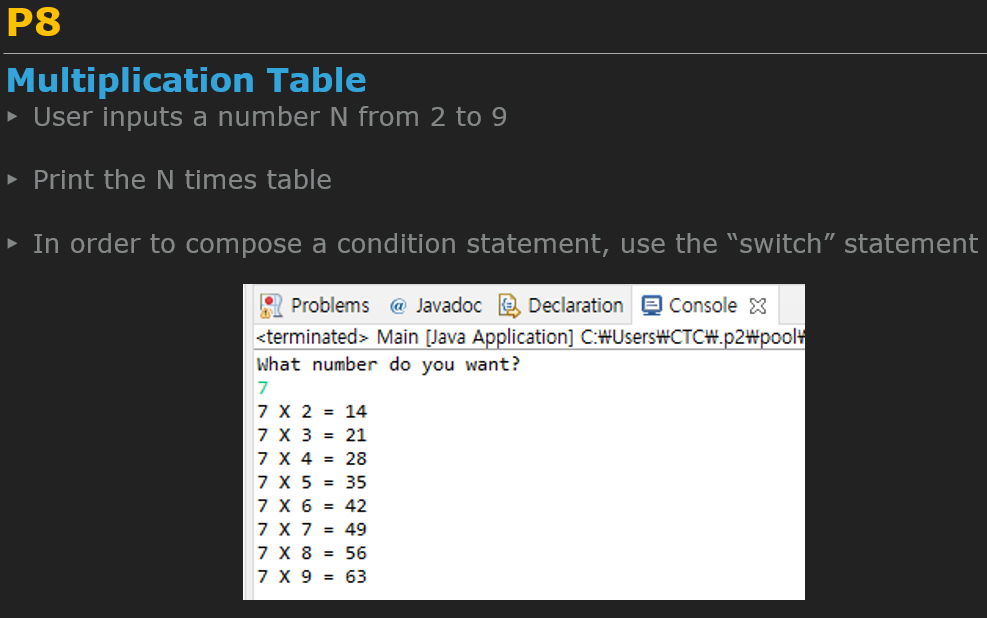 P8
Multiplication Table
▸ User inputs a number N from 2 to 9
▸ Print the N times table
▸ In order to compose a condition statement, use the “switch” statement
Problems @ Javadoc Declaration Console
<terminated> Main [Java Application] C:₩Users₩CTC₩.p2₩pool₩
What number do you want?
7
7 X 2 = 14
7 X 3 = 21
7 X 4 = 28
7 X 5 = 35
7 X 6 = 42
7 X 7 = 49
7 X 8 = 56
7 X 9 = 63